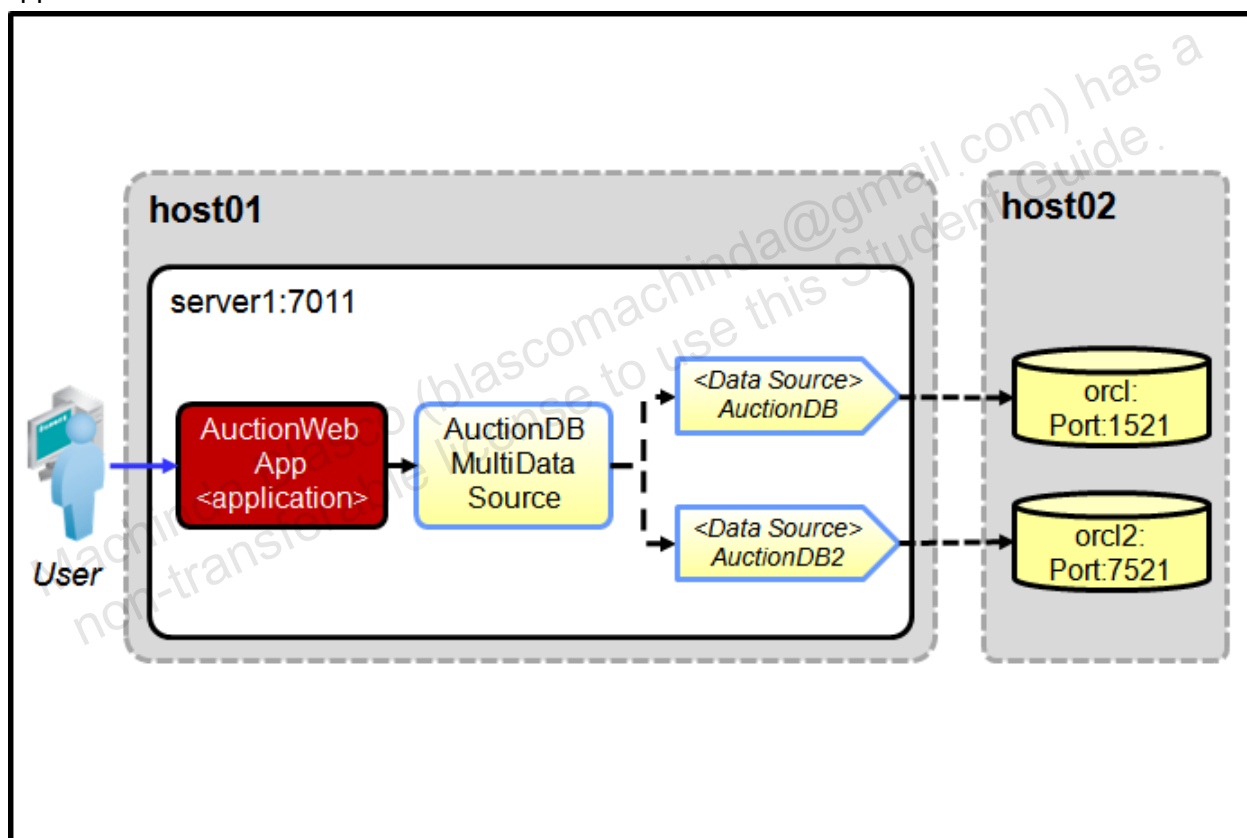 host01
host02
server1:7011
AuctionWeb
App
<application>
AuctionDB
MultiData
Source
<Data Source>
AuctionDB
<Data Source>
AuctionDB2
orcl:
Port:1521
orcl2:
Port:7521
User
(blascomachinda@gmail.com) has a
license to use this Student Guide.
non-transferable